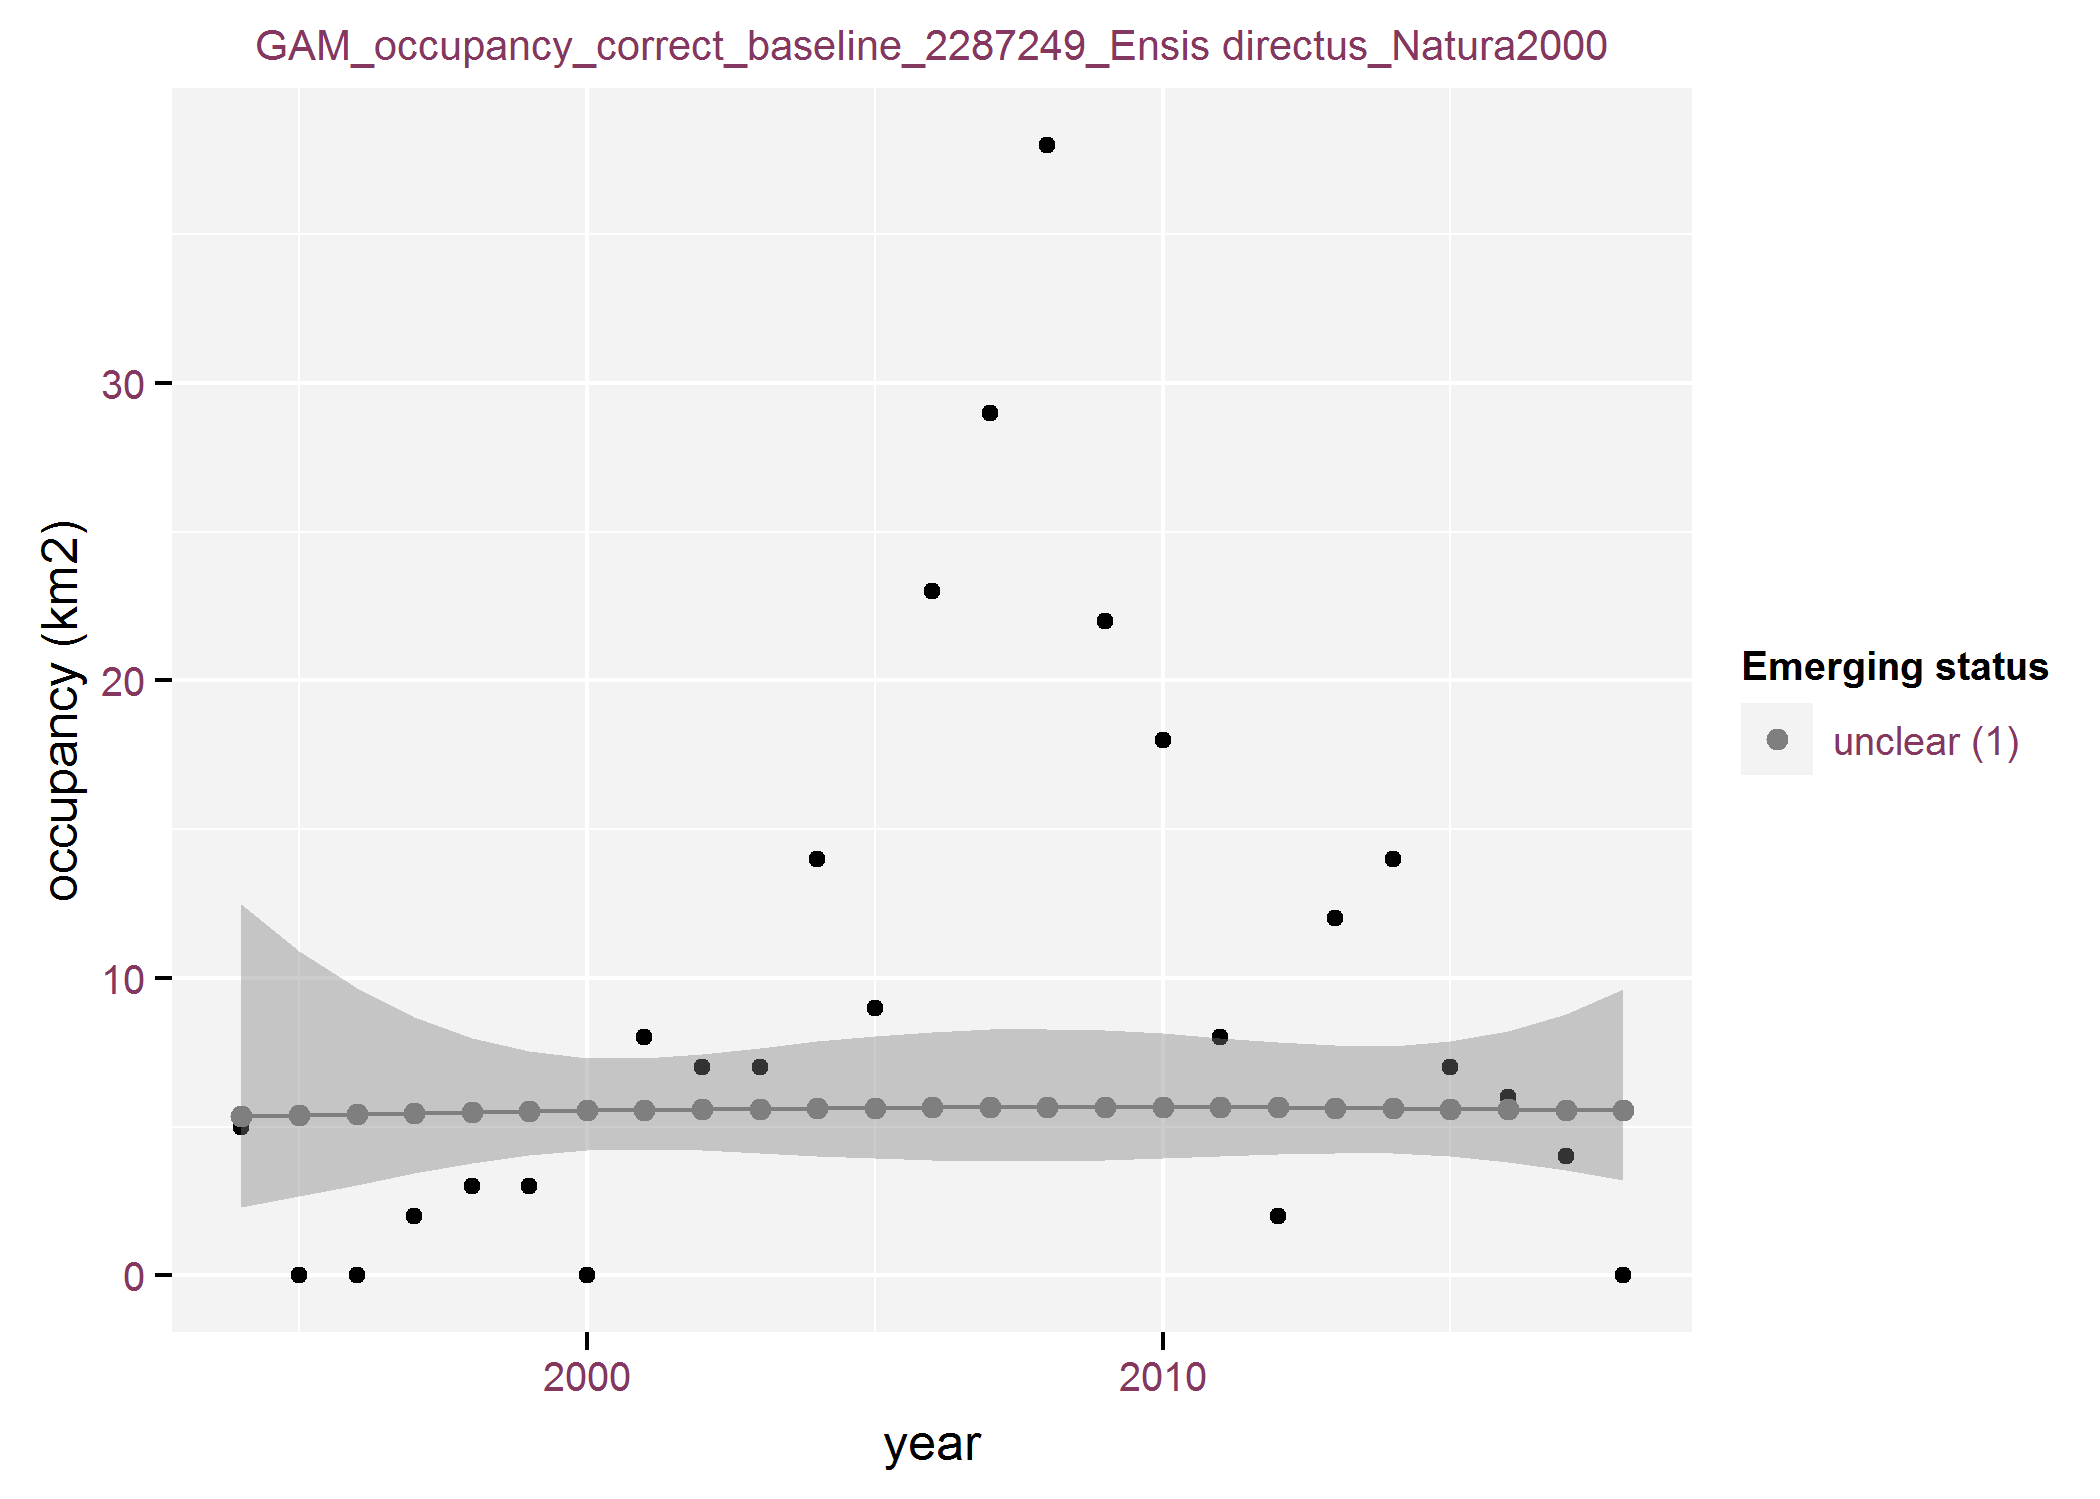 GAM_occupancy_correct_baseline_2287249_Ensis directus_Natura2000
occupancy (km2)
30
20
10
0
2000
2010
year
Emerging status
unclear (1)